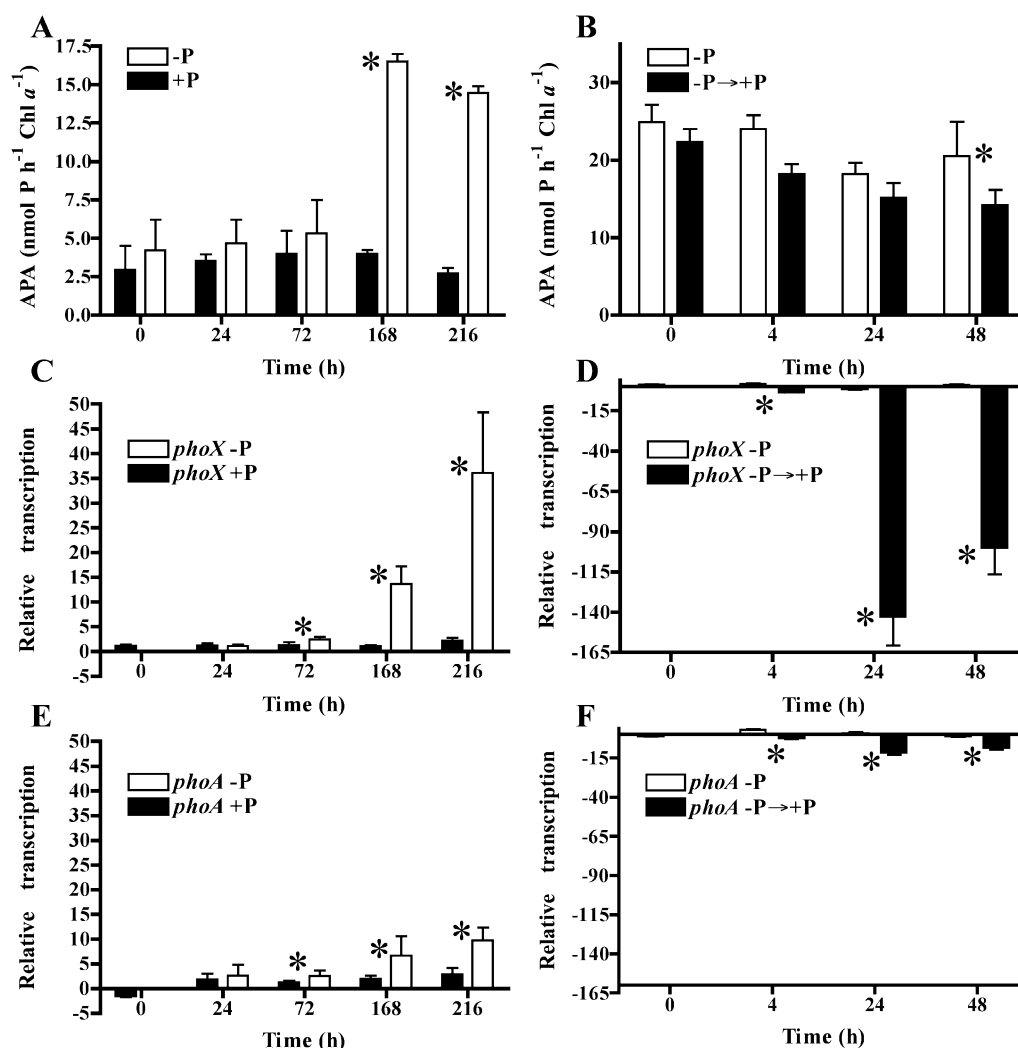 A
-P
+P
APA (nmol P h⁻¹ Chl a⁻¹)
17.5
15.0
12.5
10.0
7.5
5.0
2.5
0.0
*
*
0 24 72 168 216
Time (h)
B
-P
-P→+P
APA (nmol P h⁻¹ Chl a⁻¹)
30
20
10
0
*
0 4 24 48
Time (h)
C
phoX -P
phoX +P
Relative transcription
50
45
40
35
30
25
20
15
10
5
0
-5
*
*
*
0 24 72 168 216
Time (h)
D
phoX -P
phoX -P→+P
Relative transcription
-15
-40
-65
-90
-115
-140
-165
*
*
*
0 4 24 48
Time (h)
E
phoA -P
phoA +P
Relative transcription
50
45
40
35
30
25
20
15
10
5
0
-5
*
*
*
0 24 72 168 216
Time (h)
F
phoA -P
phoA -P→+P
Relative transcription
-15
-40
-65
-90
-115
-140
-165
*
*
*
0 4 24 48
Time (h)